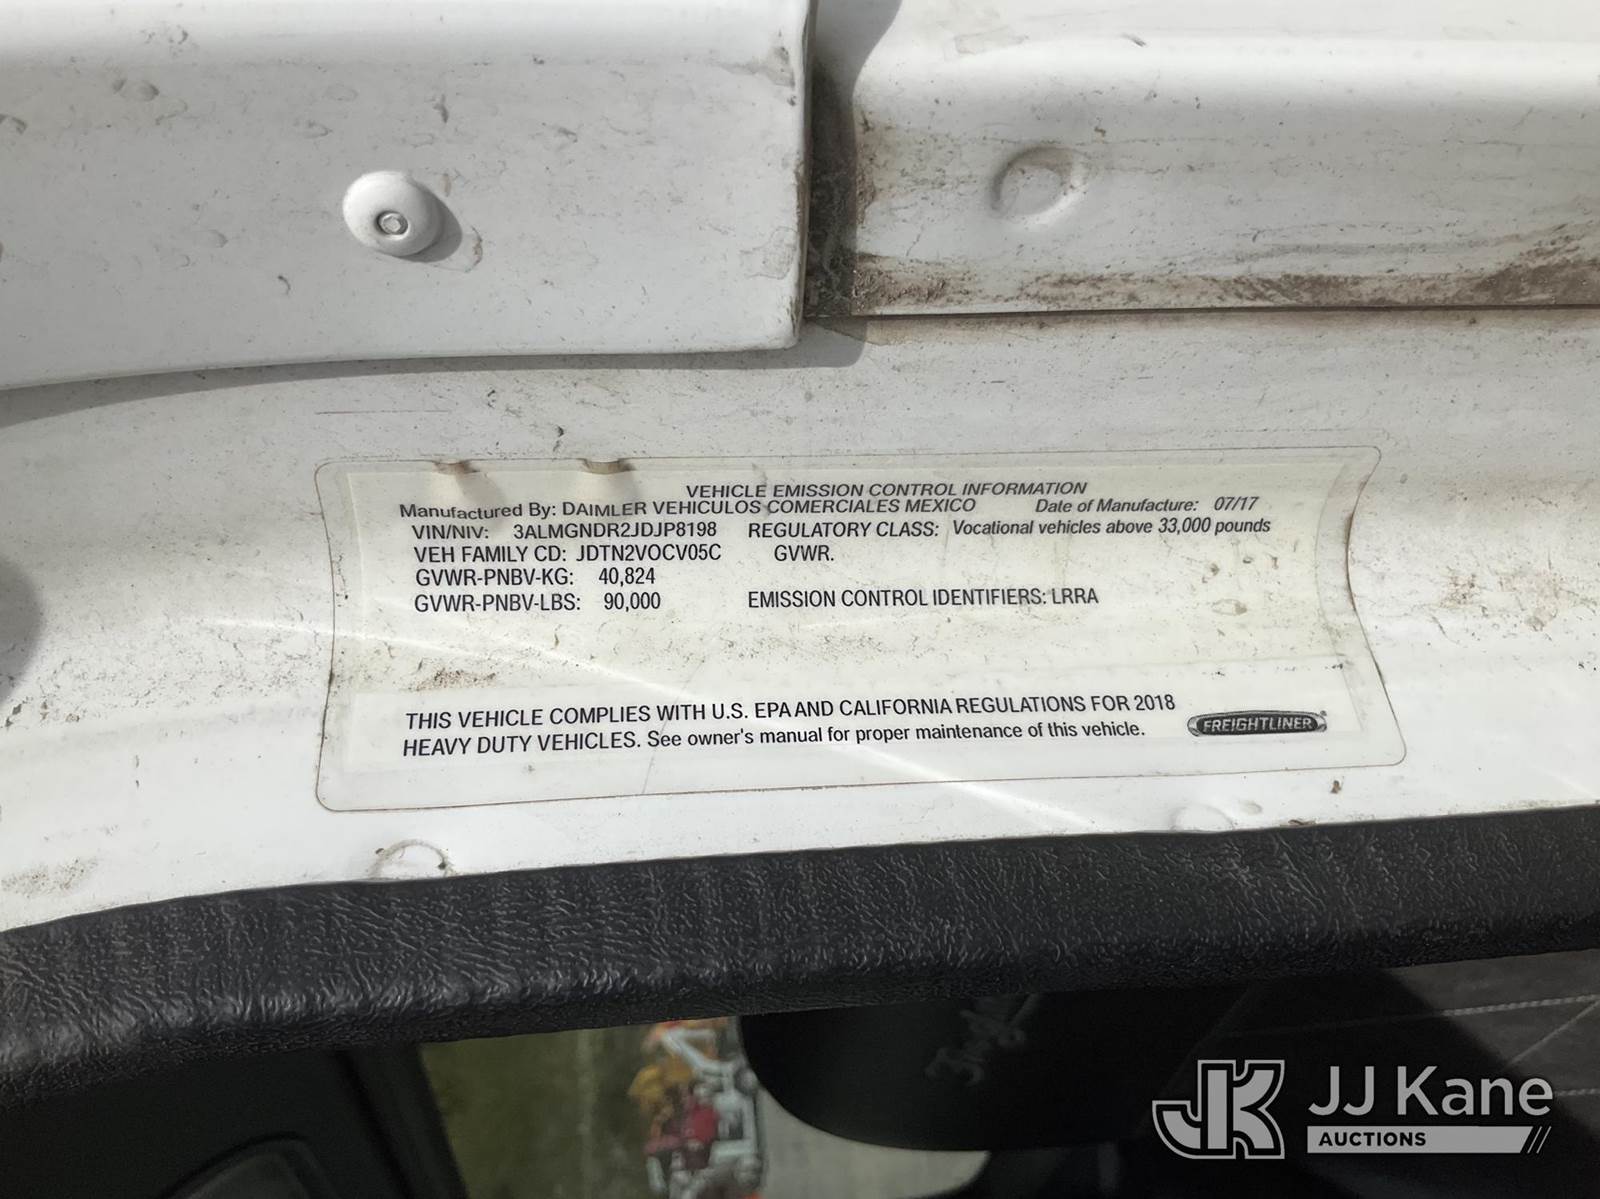 VEHICLE EMISSION CONTROL INFORMATION
Manufactured By: DAIMLER VEHICULOS COMERCIALES MEXICO Date of Manufacture: 07/17
VIN/NIV: 3ALMGNDR2JDJP8198 REGULATORY CLASS: Vocational vehicles above 33,000 pounds
VEH FAMILY CD: JDTN2VOCV05C GVWR.
GVWR-PNBV-KG: 40,824
GVWR-PNBV-LBS: 90,000 EMISSION CONTROL IDENTIFIERS: LRRA
THIS VEHICLE COMPLIES WITH U.S. EPA AND CALIFORNIA REGULATIONS FOR 2018
HEAVY DUTY VEHICLES. See owner's manual for proper maintenance of this vehicle.
FREIGHTLINER
JK JJ Kane
AUCTIONS